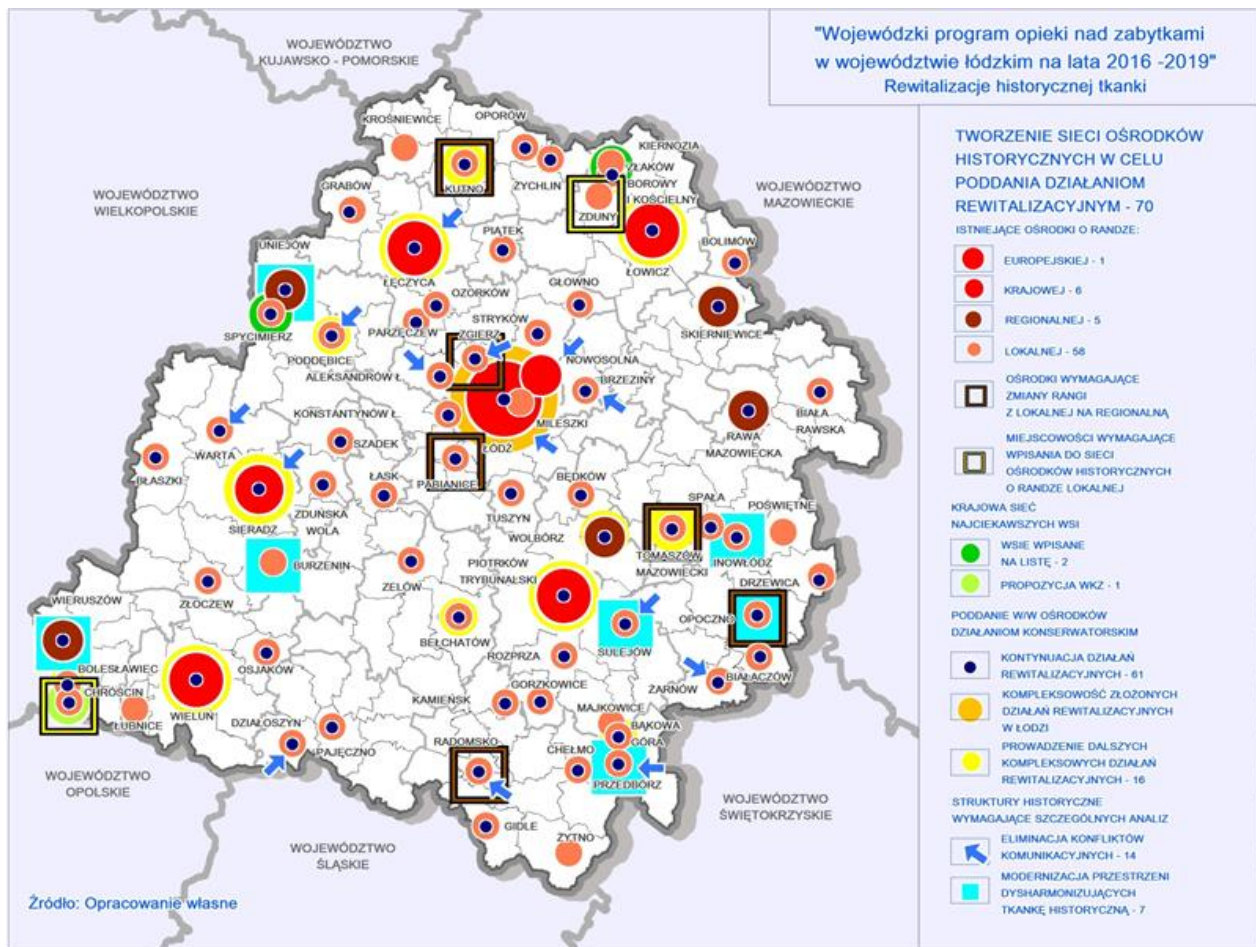 "Wojewódzki program opieki nad zabytkami
w województwie łódzkim na lata 2016 -2019"
Rewitalizacje historycznej tkanki
WOJEWÓDZTWO
KUJAWSKO - POMORSKIE
WOJEWÓDZTWO
WIELKOPOLSKIE
WOJEWÓDZTWO
MAZOWIECKIE
KROŚNIEWICE
OPORÓW
KIERNOZIA
KUTNO
ŻYCHLIN
ZŁAKÓW
BOROWY
I KOŚCIELNY
ZDUNY
GRABÓW
ŁOWICZ
BOLIMÓW
PIĄTEK
UNIEJÓW
ŁĘCZYCA
OZORKÓW
GŁOWNO
SKIERNIEWICE
SPYCIMIERZ
PARZĘCZEW
STRYKÓW
PODDĘBICE
ZGIERZ
NOWOSOLNA
ALEKSANDRÓW Ł.
BRZEZINY
KONSTANTYNÓW Ł.
MILESZKI
BIAŁA
RAWSKA
RAWA
MAZOWIECKA
SZADEK
ŁÓDŹ
WARTA
BŁASZKI
ŁASK
PABIANICE
BĘDKÓW
SIERADZ
ZDUŃSKA
WOLA
TUSZYN
SPAŁA
POŚWIĘTNE
WOLBÓRZ
TOMASZÓW
MAZOWIECKI
INOWŁÓDZ
BURZENIN
ZELÓW
PIOTRKÓW
TRYBUNALSKI
DRZEWICA
ZŁOCZEW
WIERUSZÓW
BEŁCHATÓW
SULEJÓW
OPOCZNO
BOLESŁAWIEC
OSJAKÓW
ROZPRZA
BIAŁACZÓW
CHRÓŚCIN
ŻARNÓW
ŁUBNICE
WIELUŃ
KAMIEŃSK
GORZKOWICE
DZIAŁOSZYN
MAJKOWICE
BĄKOWA
GÓRA
PAJĘCZNO
RADOMSKO
CHEŁMO
PRZEDBÓRZ
GIDLE
ŻYTNO
WOJEWÓDZTWO
OPOLSKIE
WOJEWÓDZTWO
ŚLĄSKIE
WOJEWÓDZTWO
ŚWIĘTOKRZYSKIE
Źródło: Opracowanie własne
TWORZENIE SIECI OŚRODKÓW
HISTORYCZNYCH W CELU
PODDANIA DZIAŁANIOM
REWITALIZACYJNYM - 70
ISTNIEJĄCE OŚRODKI O RANDZE:
EUROPEJSKIEJ - 1
KRAJOWEJ - 6
REGIONALNEJ - 5
LOKALNEJ - 58
OŚRODKI WYMAGAJĄCE
ZMIANY RANGI
Z LOKALNEJ NA REGIONALNĄ
MIEJSCOWOŚCI WYMAGAJĄCE
WPISANIA DO SIECI
OŚRODKÓW HISTORYCZNYCH
O RANDZE LOKALNEJ
KRAJOWA SIEĆ
NAJCIEKAWSZYCH WSI
WSIE WPISANE
NA LISTĘ - 2
PROPOZYCJA WKZ - 1
PODDANIE W/W OŚRODKÓW
DZIAŁANIOM KONSERWATORSKIM
KONTYNUACJA DZIAŁAŃ
REWITALIZACYJNYCH - 61
KOMPLEKSOWOŚĆ ZŁOŻONYCH
DZIAŁAŃ REWITALIZACYJNYCH
W ŁODZI
PROWADZENIE DALSZYCH
KOMPLEKSOWYCH DZIAŁAŃ
REWITALIZACYJNYCH - 16
STRUKTURY HISTORYCZNE
WYMAGAJĄCE SZCZEGÓLNYCH ANALIZ
ELIMINACJA KONFLIKTÓW
KOMUNIKACYJNYCH - 14
MODERNIZACJA PRZESTRZENI
DYSHARMONIZUJĄCYCH
TKANKĘ HISTORYCZNĄ - 7